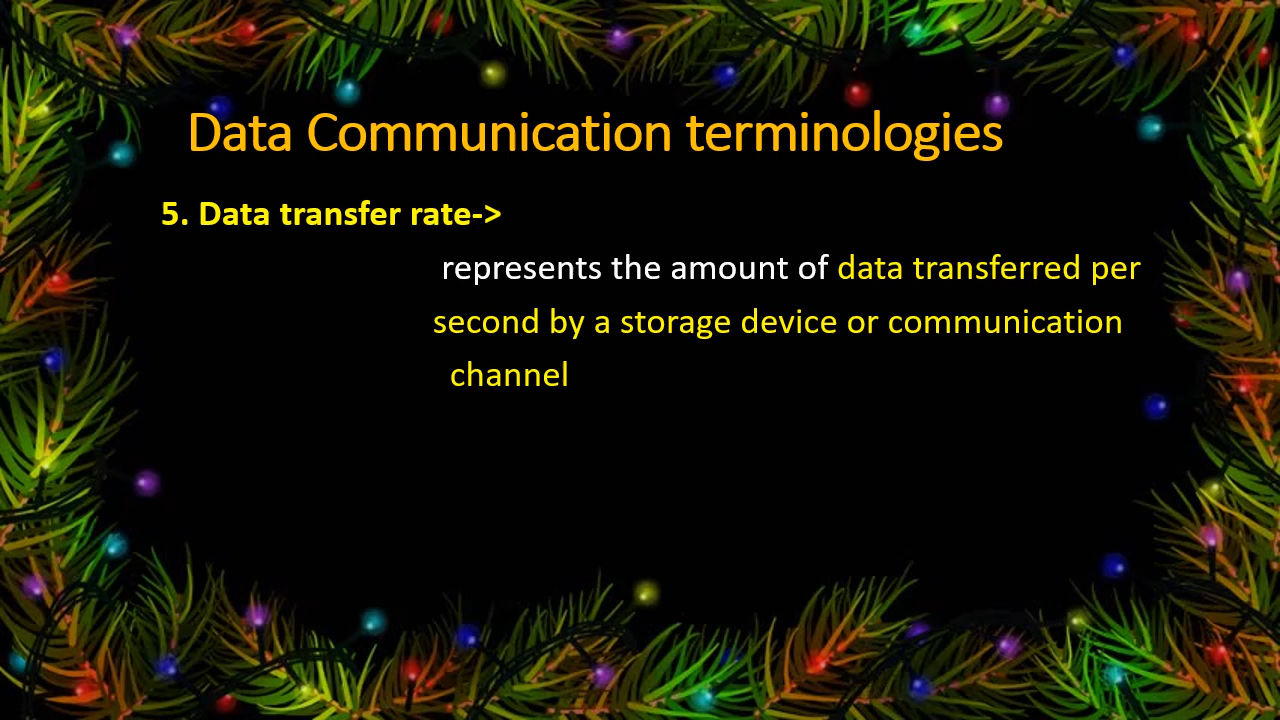 Data Communication terminologies
5. Data transfer rate->
represents the amount of data transferred per
second by a storage device or communication
channel